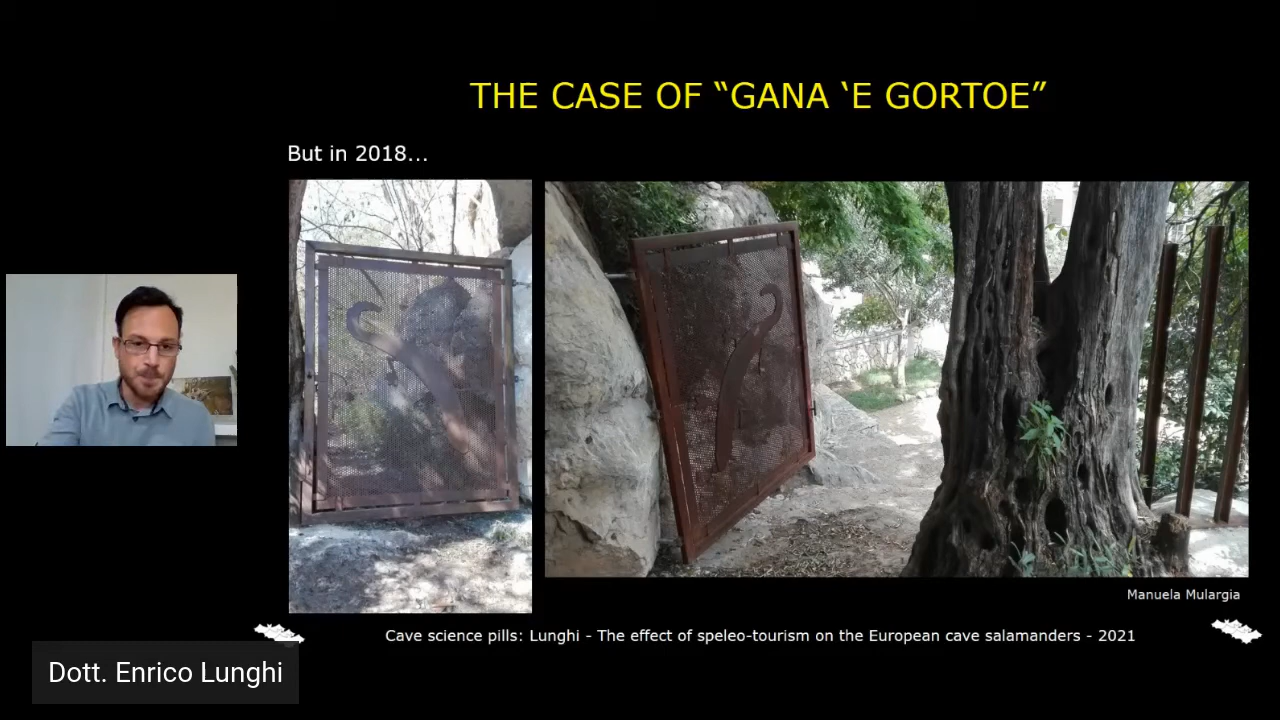 THE CASE OF “GANA ‘E GORTOE”
But in 2018...
Manuela Mulargia
Cave science pills: Lunghi - The effect of speleo-tourism on the European cave salamanders - 2021
Dott. Enrico Lunghi